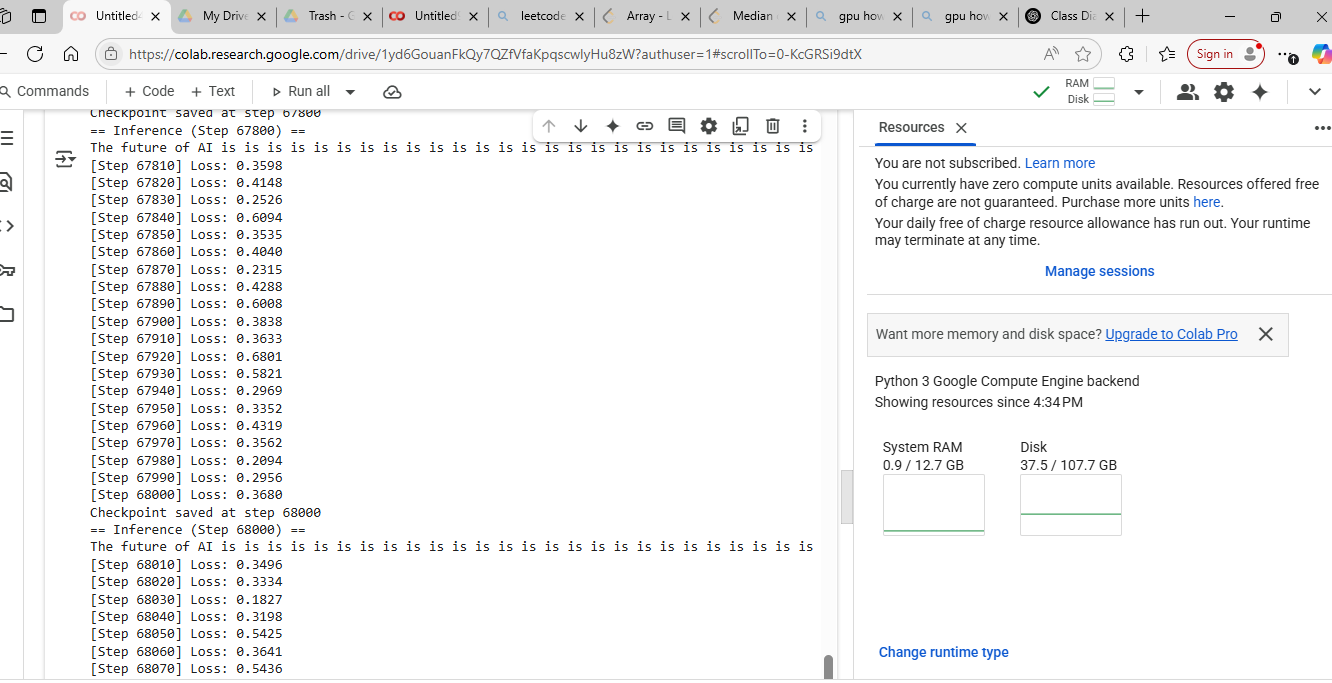 Untitled4
My Drive
Trash - G
Untitled
leetcode
Array - L
Median
gpu how
gpu how
Class Dia
https://colab.research.google.com/drive/1yd6GouanFkQy7QZfVfaKpqscwlyHu8zW?authuser=1#scrollTo=0-KcGRSi9dtX
Sign in
Commands
+ Code
+ Text
Run all
RAM
Disk
Checkpoint saved at step 67800
== Inference (Step 67800) ==
The future of AI is is is is is is is is is is is is is is is is is is is is is is is is is is
[Step 67810] Loss: 0.3598
[Step 67820] Loss: 0.4148
[Step 67830] Loss: 0.2526
[Step 67840] Loss: 0.6094
[Step 67850] Loss: 0.3535
[Step 67860] Loss: 0.4040
[Step 67870] Loss: 0.2315
[Step 67880] Loss: 0.4288
[Step 67890] Loss: 0.6008
[Step 67900] Loss: 0.3838
[Step 67910] Loss: 0.3633
[Step 67920] Loss: 0.6801
[Step 67930] Loss: 0.5821
[Step 67940] Loss: 0.2969
[Step 67950] Loss: 0.3352
[Step 67960] Loss: 0.4319
[Step 67970] Loss: 0.3562
[Step 67980] Loss: 0.2094
[Step 67990] Loss: 0.2956
[Step 68000] Loss: 0.3680
Checkpoint saved at step 68000
== Inference (Step 68000) ==
The future of AI is is is is is is is is is is is is is is is is is is is is is is is is is is
[Step 68010] Loss: 0.3496
[Step 68020] Loss: 0.3334
[Step 68030] Loss: 0.1827
[Step 68040] Loss: 0.3198
[Step 68050] Loss: 0.5425
[Step 68060] Loss: 0.3641
[Step 68070] Loss: 0.5436
Resources
You are not subscribed. Learn more
You currently have zero compute units available. Resources offered free
of charge are not guaranteed. Purchase more units here.
Your daily free of charge resource allowance has run out. Your runtime
may terminate at any time.
Manage sessions
Want more memory and disk space? Upgrade to Colab Pro
Python 3 Google Compute Engine backend
Showing resources since 4:34 PM
System RAM
0.9 / 12.7 GB
Disk
37.5 / 107.7 GB
Change runtime type